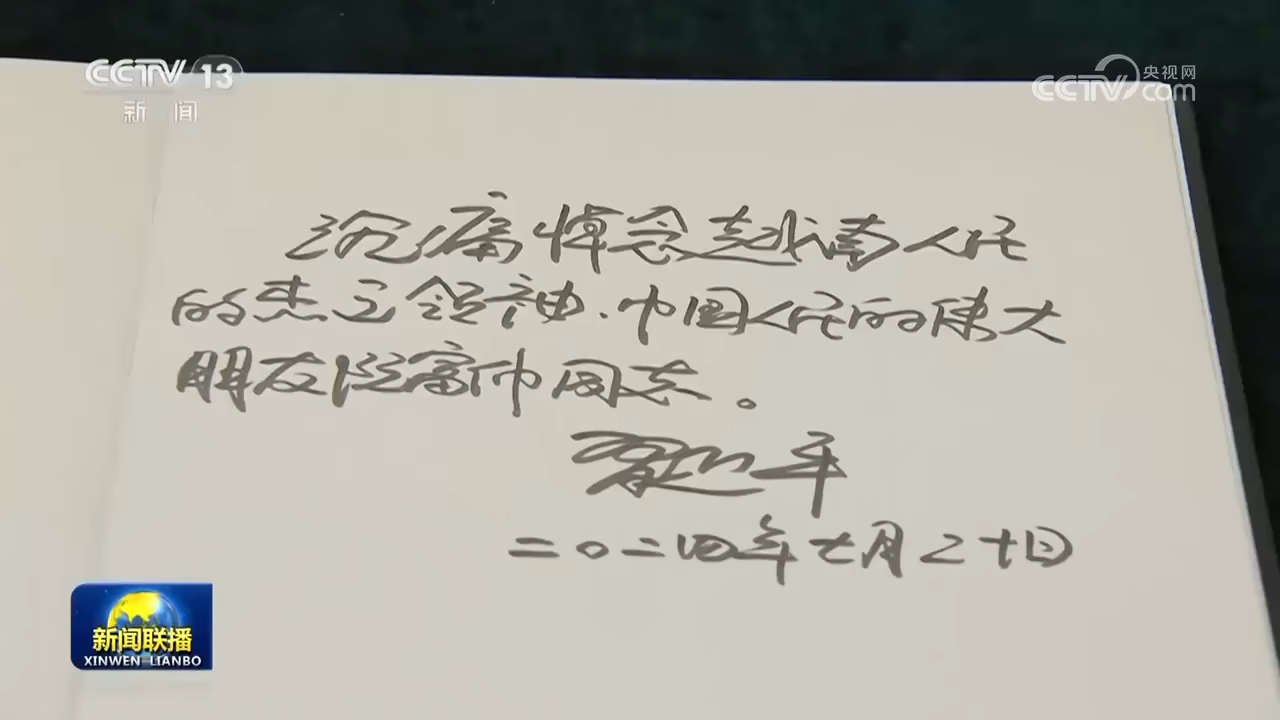 CCTV 13
新闻
央视网
CCTV.com
沉痛悼念越南人民
的杰出领袖、中国人民的伟大
朋友阮富仲同志。
习近平
二〇二四年七月二十日
新闻联播
XINWEN LIANBO